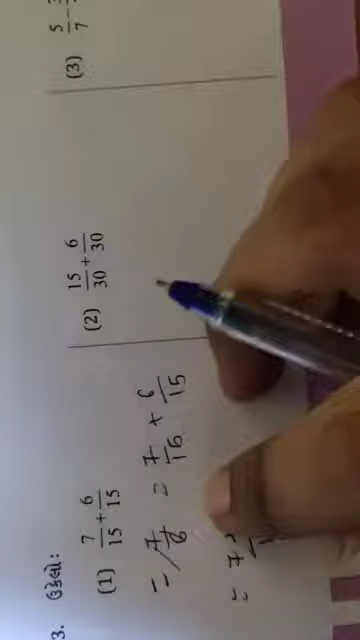 3. ઉકેલો:
(1) 7/15 + 6/15
= 7/15 + 6/15
= 7
(2) 15/30 + 6/30
(3) 5/7 -